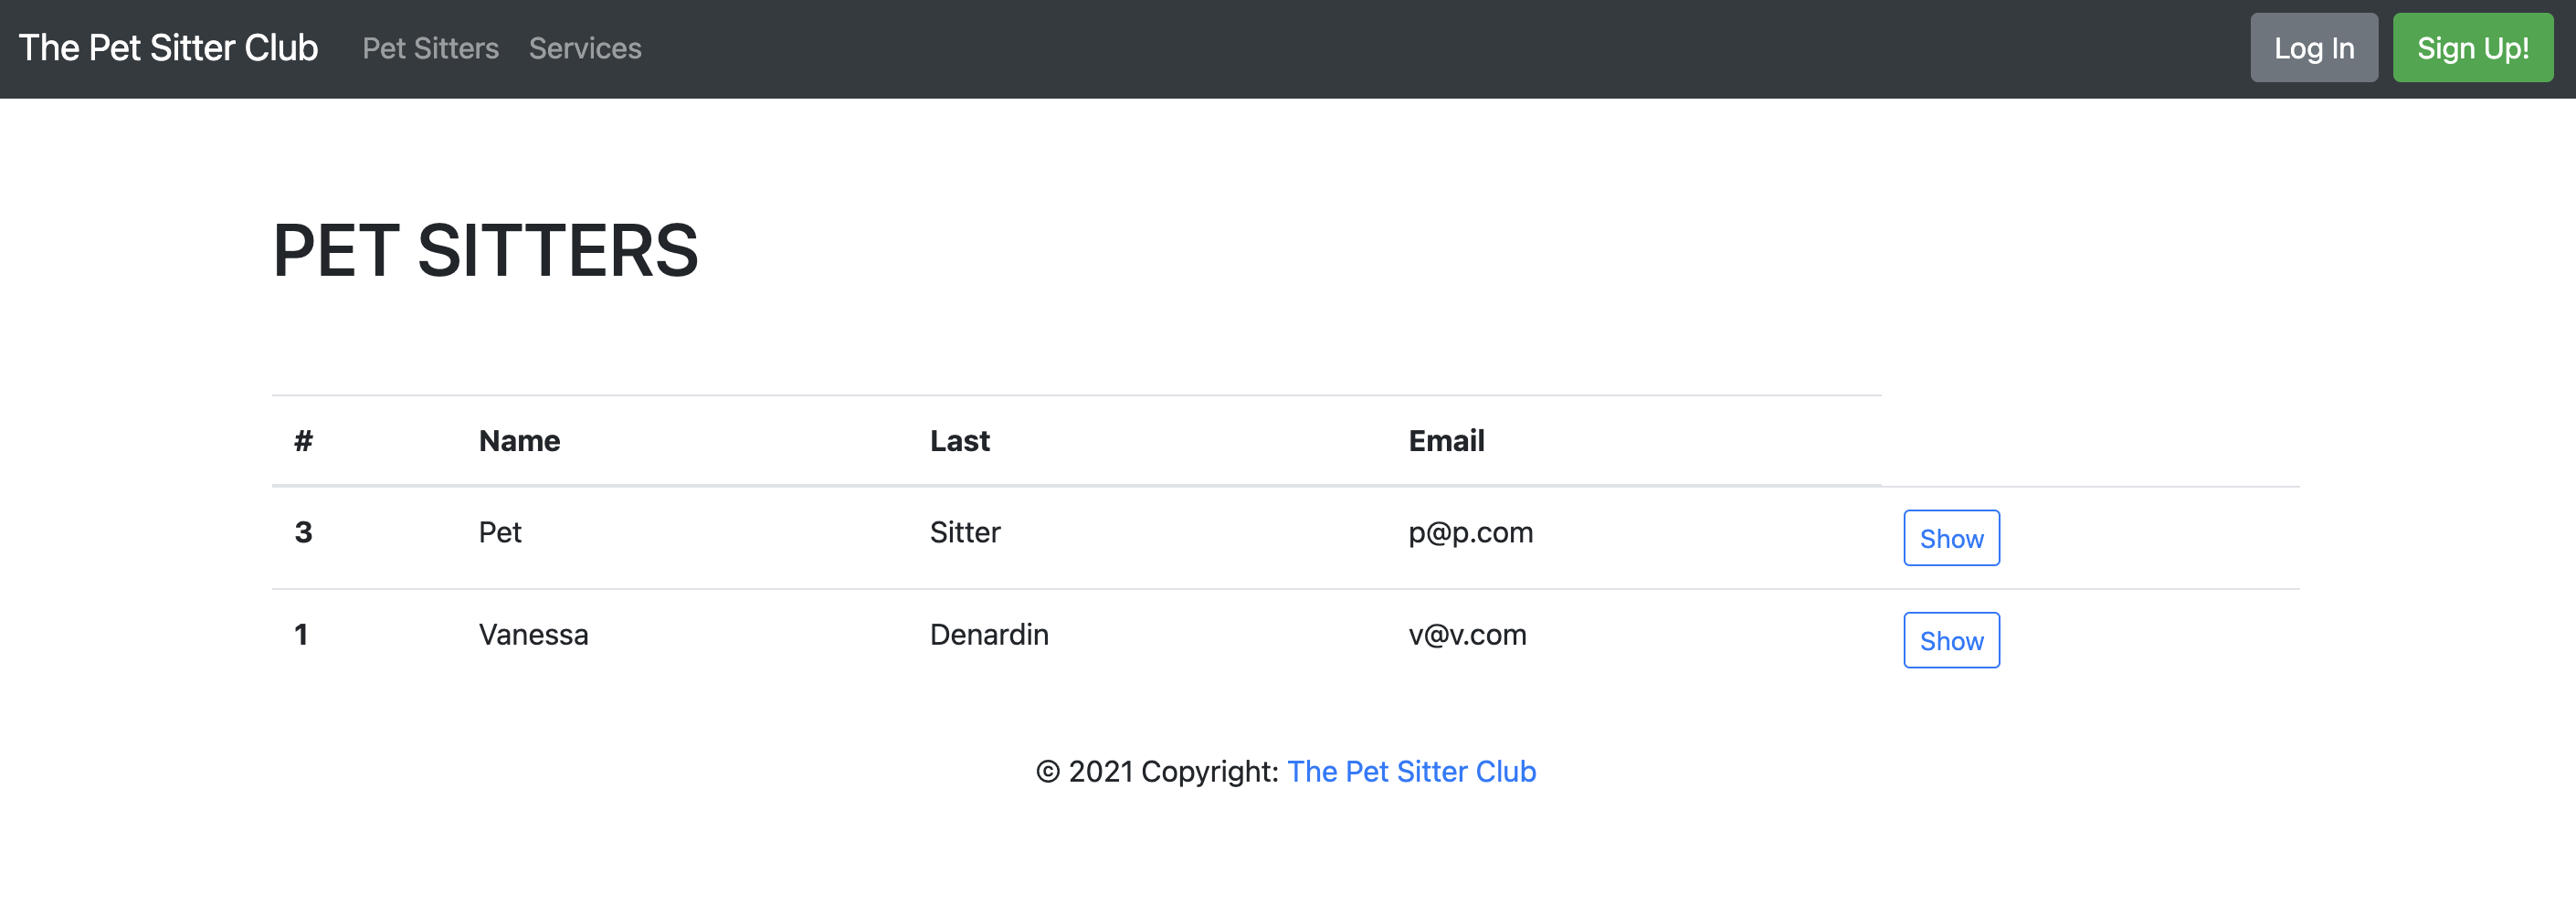 The Pet Sitter Club Pet Sitters Services Log In Sign Up!
PET SITTERS
# Name Last Email
3 Pet Sitter p@p.com Show
1 Vanessa Denardin v@v.com Show
© 2021 Copyright: The Pet Sitter Club